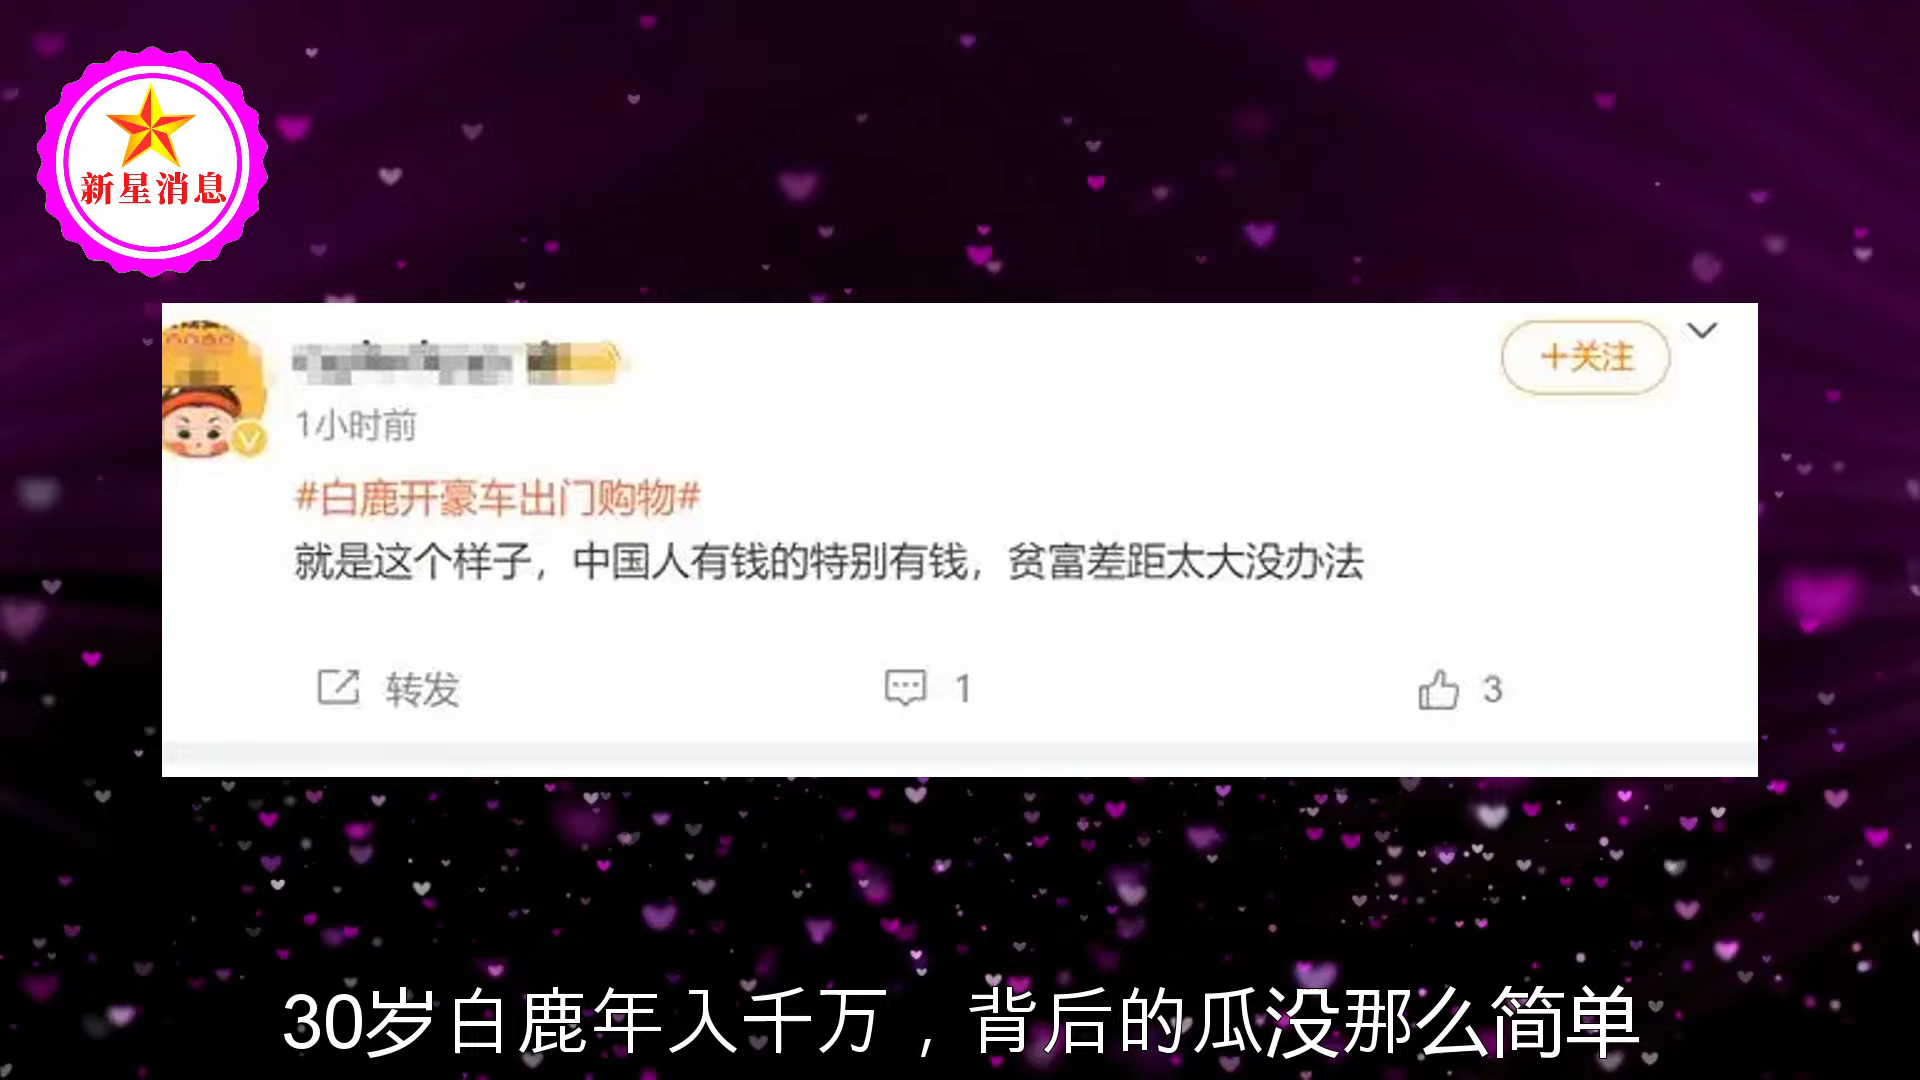 新星消息
+关注
1小时前
#白鹿开豪车出门购物#
就是这个样子，中国人有钱的特别有钱，贫富差距太大没办法
转发
1
3
30岁白鹿年入千万，背后的瓜没那么简单